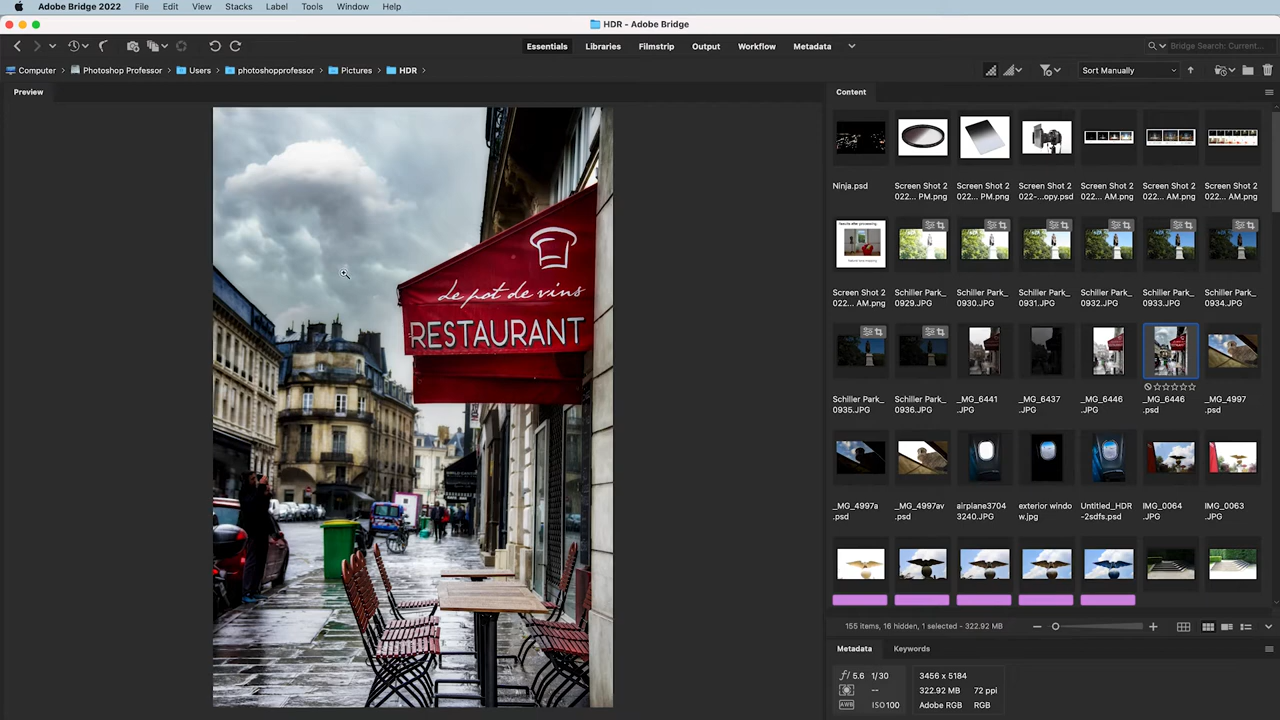 Adobe Bridge 2022 File Edit View Stacks Label Tools Window Help
HDR - Adobe Bridge
Essentials Libraries Filmstrip Output Workflow Metadata Bridge Search: Current...
Computer Photoshop Professor Users photoshopprofessor Pictures HDR Sort Manually
Preview
Content
Ninja.psd
Screen Shot 2
022... PM.png
Screen Shot 2
022... PM.png
Screen Shot 2
022-...opy.psd
Screen Shot 2
022... AM.png
Screen Shot 2
022... AM.png
Screen Shot 2
022... AM.png
Screen Shot 2
022... AM.png
Schiller Park_
0929.JPG
Schiller Park_
0930.JPG
Schiller Park_
0931.JPG
Schiller Park_
0932.JPG
Schiller Park_
0933.JPG
Schiller Park_
0934.JPG
Schiller Park_
0935.JPG
Schiller Park_
0936.JPG
_MG_6441
.JPG
_MG_6437
.JPG
_MG_6446
.JPG
_MG_6446
.psd
_MG_4997
.psd
_MG_4997a
.psd
_MG_4997av
.psd
airplane3704
3240.JPG
exterior windo
w.jpg
Untitled_HDR
-2sdfs.psd
IMG_0064
.JPG
IMG_0063
.JPG
155 items, 16 hidden, 1 selected - 322.92 MB
Metadata Keywords
f/ 5.6 1/30
--
AWB ISO100
3456 x 5184
322.92 MB 72 ppi
Adobe RGB RGB
de pot de vins
RESTAURANT